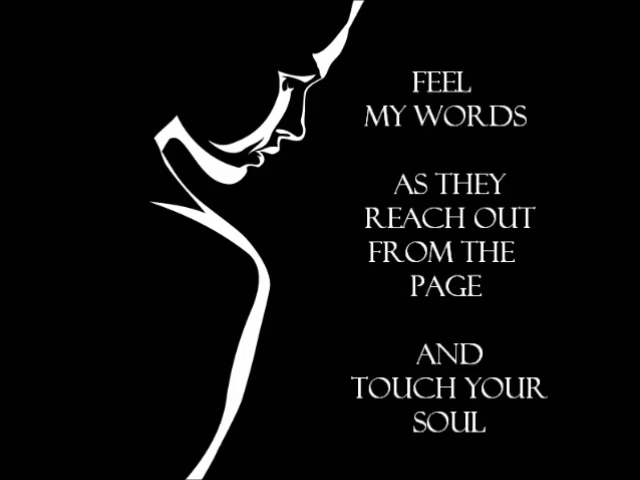 FEEL
MY WORDS
AS THEY
REACH OUT
FROM THE
PAGE
AND
TOUCH YOUR
SOUL